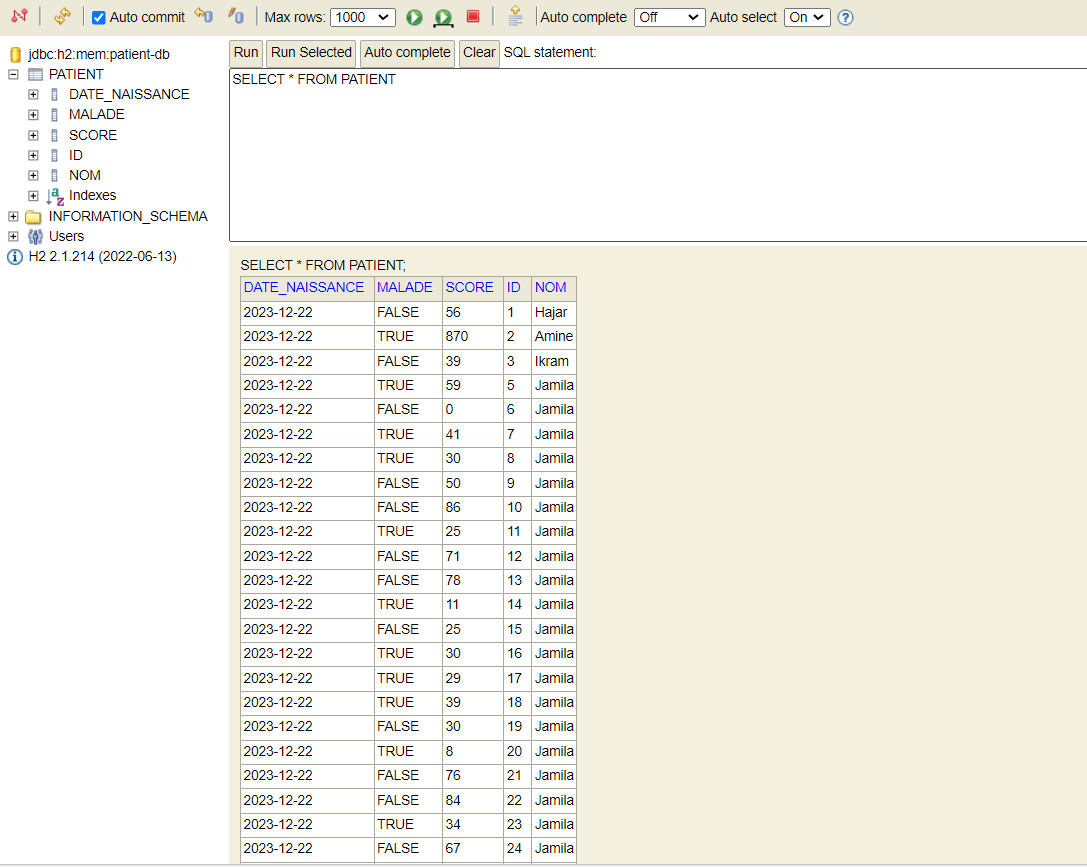 Auto commit Max rows: 1000 Auto complete Off Auto select On
jdbc:h2:mem:patient-db
PATIENT
DATE_NAISSANCE
MALADE
SCORE
ID
NOM
Indexes
INFORMATION_SCHEMA
Users
H2 2.1.214 (2022-06-13)
Run Run Selected Auto complete Clear SQL statement:
SELECT * FROM PATIENT
SELECT * FROM PATIENT;
DATE_NAISSANCE MALADE SCORE ID NOM
2023-12-22 FALSE 56 1 Hajar
2023-12-22 TRUE 870 2 Amine
2023-12-22 FALSE 39 3 Ikram
2023-12-22 TRUE 59 5 Jamila
2023-12-22 FALSE 0 6 Jamila
2023-12-22 TRUE 41 7 Jamila
2023-12-22 TRUE 30 8 Jamila
2023-12-22 FALSE 50 9 Jamila
2023-12-22 FALSE 86 10 Jamila
2023-12-22 TRUE 25 11 Jamila
2023-12-22 FALSE 71 12 Jamila
2023-12-22 FALSE 78 13 Jamila
2023-12-22 TRUE 11 14 Jamila
2023-12-22 FALSE 25 15 Jamila
2023-12-22 TRUE 30 16 Jamila
2023-12-22 TRUE 29 17 Jamila
2023-12-22 TRUE 39 18 Jamila
2023-12-22 FALSE 30 19 Jamila
2023-12-22 TRUE 8 20 Jamila
2023-12-22 FALSE 76 21 Jamila
2023-12-22 FALSE 84 22 Jamila
2023-12-22 TRUE 34 23 Jamila
2023-12-22 FALSE 67 24 Jamila